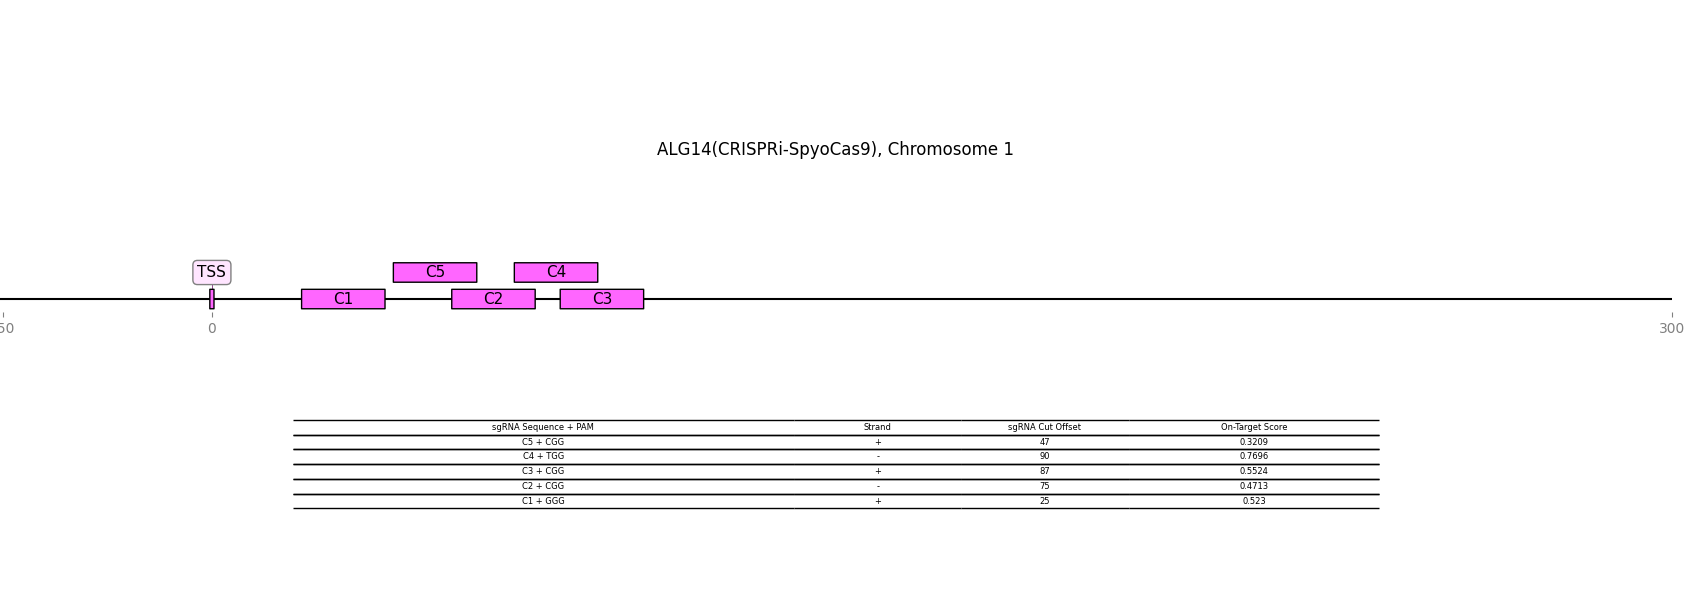 ALG14(CRISPRi-SpyoCas9), Chromosome 1
TSS
C5
C4
C1
C2
C3
50
0
300
sgRNA Sequence + PAM Strand sgRNA Cut Offset On-Target Score
C5 + CGG + 47 0.3209
C4 + TGG - 90 0.7696
C3 + CGG + 87 0.5524
C2 + CGG - 75 0.4713
C1 + GGG + 25 0.523